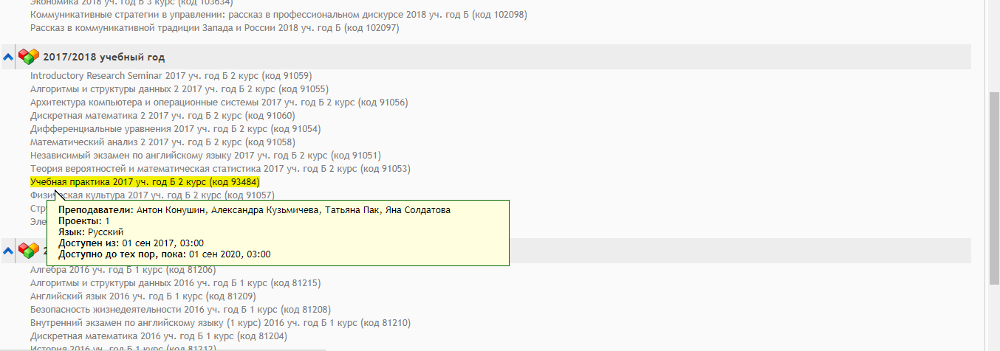 Экономика 2018 уч. год Б 3 курс (код 103634)
Коммуникативные стратегии в управлении: рассказ в профессиональном дискурсе 2018 уч. год Б (код 102098)
Рассказ в коммуникативной традиции Запада и России 2018 уч. год Б (код 102097)
2017/2018 учебный год
Introductory Research Seminar 2017 уч. год Б 2 курс (код 91059)
Алгоритмы и структуры данных 2 2017 уч. год Б 2 курс (код 91055)
Архитектура компьютера и операционные системы 2017 уч. год Б 2 курс (код 91056)
Дискретная математика 2 2017 уч. год Б 2 курс (код 91060)
Дифференциальные уравнения 2017 уч. год Б 2 курс (код 91054)
Математический анализ 2 2017 уч. год Б 2 курс (код 91058)
Независимый экзамен по английскому языку 2017 уч. год Б 2 курс (код 91051)
Теория вероятностей и математическая статистика 2017 уч. год Б 2 курс (код 91053)
Учебная практика 2017 уч. год Б 2 курс (код 93484)
Физическая культура 2017 уч. год Б 2 курс (код 91057)
Преподаватели: Антон Конушин, Александра Кузьмичева, Татьяна Пак, Яна Солдатова
Проекты: 1
Язык: Русский
Доступен из: 01 сен 2017, 03:00
Доступно до тех пор, пока: 01 сен 2020, 03:00
Алгебра 2016 уч. год Б 1 курс (код 81206)
Алгоритмы и структуры данных 2016 уч. год Б 1 курс (код 81215)
Английский язык 2016 уч. год Б 1 курс (код 81209)
Безопасность жизнедеятельности 2016 уч. год Б 1 курс (код 81208)
Внутренний экзамен по английскому языку (1 курс) 2016 уч. год Б 1 курс (код 81210)
Дискретная математика 2016 уч. год Б 1 курс (код 81204)
История 2016 уч. год Б 1 курс (код 81212)